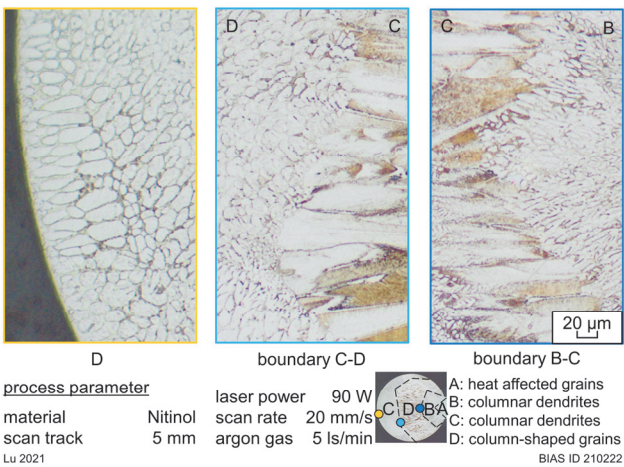 D C
C B
20 µm
D
boundary C-D
boundary B-C
process parameter
material Nitinol
scan track 5 mm
laser power 90 W
scan rate 20 mm/s
argon gas 5 ls/min
C D B A
A: heat affected grains
B: columnar dendrites
C: columnar dendrites
D: column-shaped grains
Lu 2021
BIAS ID 210222